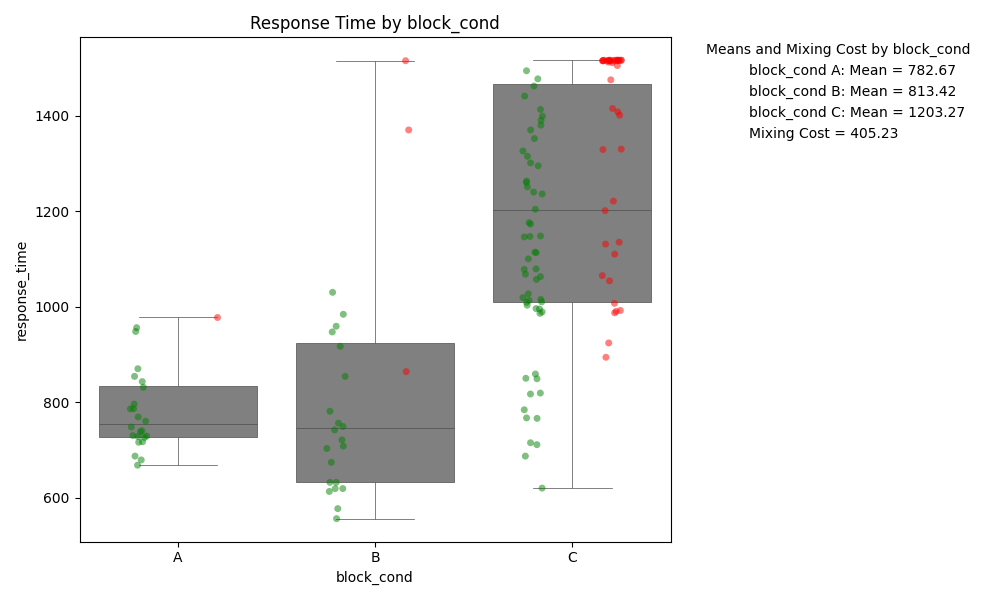 Response Time by block_cond
Means and Mixing Cost by block_cond
block_cond A: Mean = 782.67
block_cond B: Mean = 813.42
block_cond C: Mean = 1203.27
Mixing Cost = 405.23
response_time
1400
1200
1000
800
600
A
B
C
block_cond